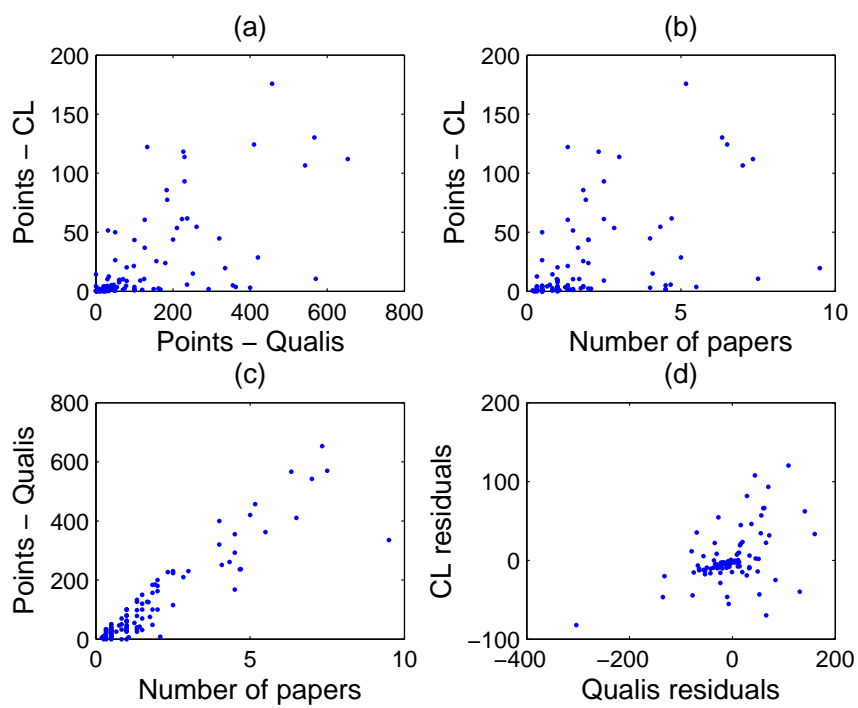 (a)
200
150
100
50
0
0 200 400 600 800
Points − CL
Points − Qualis
(b)
200
150
100
50
0
0 5 10
Points − CL
Number of papers
(c)
800
600
400
200
0
0 5 10
Points − Qualis
Number of papers
(d)
200
100
0
−100
−400 −200 0 200
CL residuals
Qualis residuals